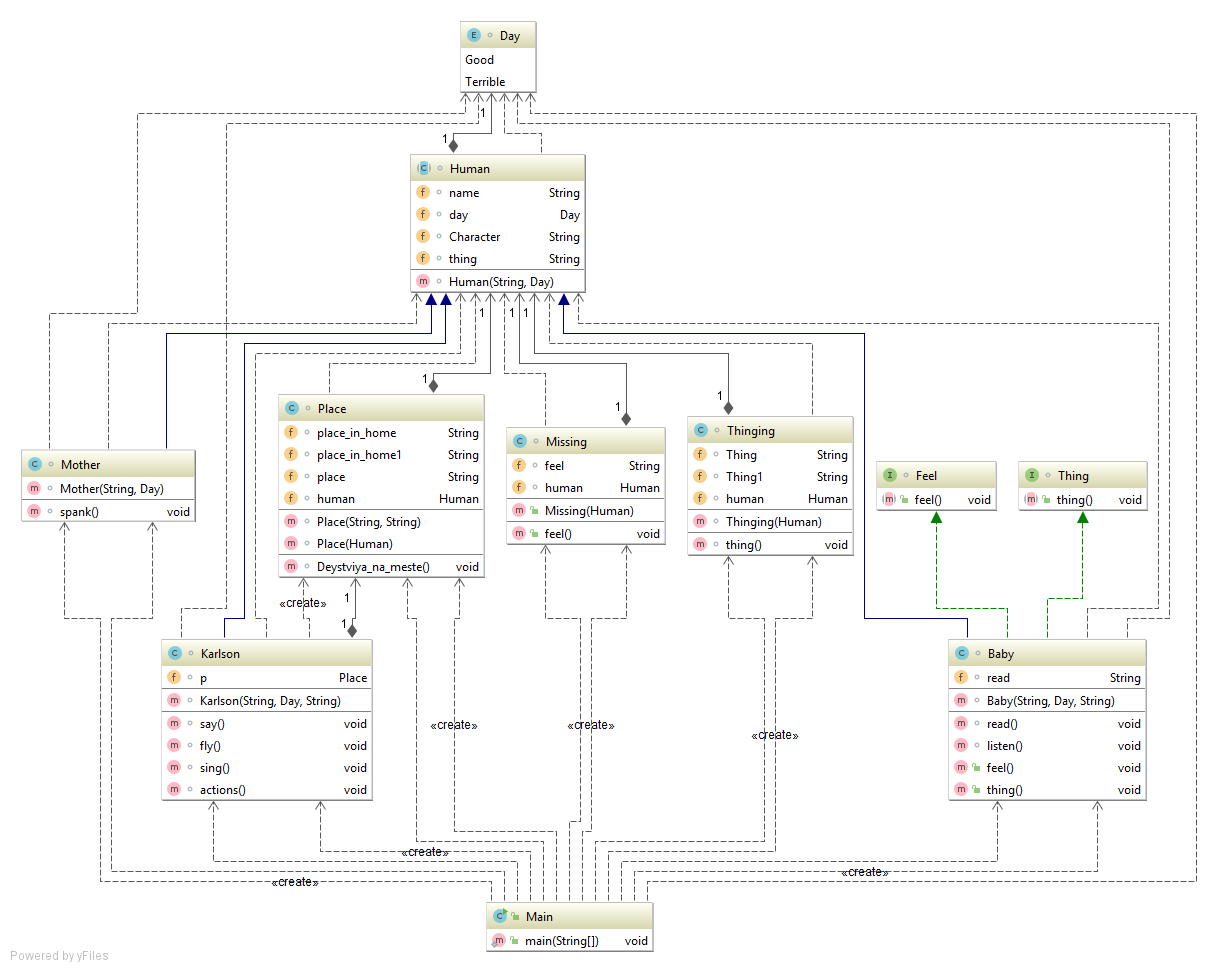 E Day
Good
Terrible
1
1
C Human
f name String
f day Day
f Character String
f thing String
m Human(String, Day)
1
1
1
1
1
1
C Place
f place_in_home String
f place_in_home1 String
f place String
f human Human
m Place(String, String)
m Place(Human)
m Deystviya_na_meste() void
C Missing
f feel String
f human Human
m Missing(Human)
m feel() void
C Thinging
f Thing String
f Thing1 String
f human Human
m Thinging(Human)
m thing() void
C Mother
m Mother(String, Day)
m spank() void
I Feel
m feel() void
I Thing
m thing() void
«create»
1
1
C Karlson
f p Place
m Karlson(String, Day, String)
m say() void
m fly() void
m sing() void
m actions() void
C Baby
f read String
m Baby(String, Day, String)
m read() void
m listen() void
m feel() void
m thing() void
«create»
«create»
«create»
«create»
«create»
«create»
C Main
m main(String[]) void
Powered by yFiles